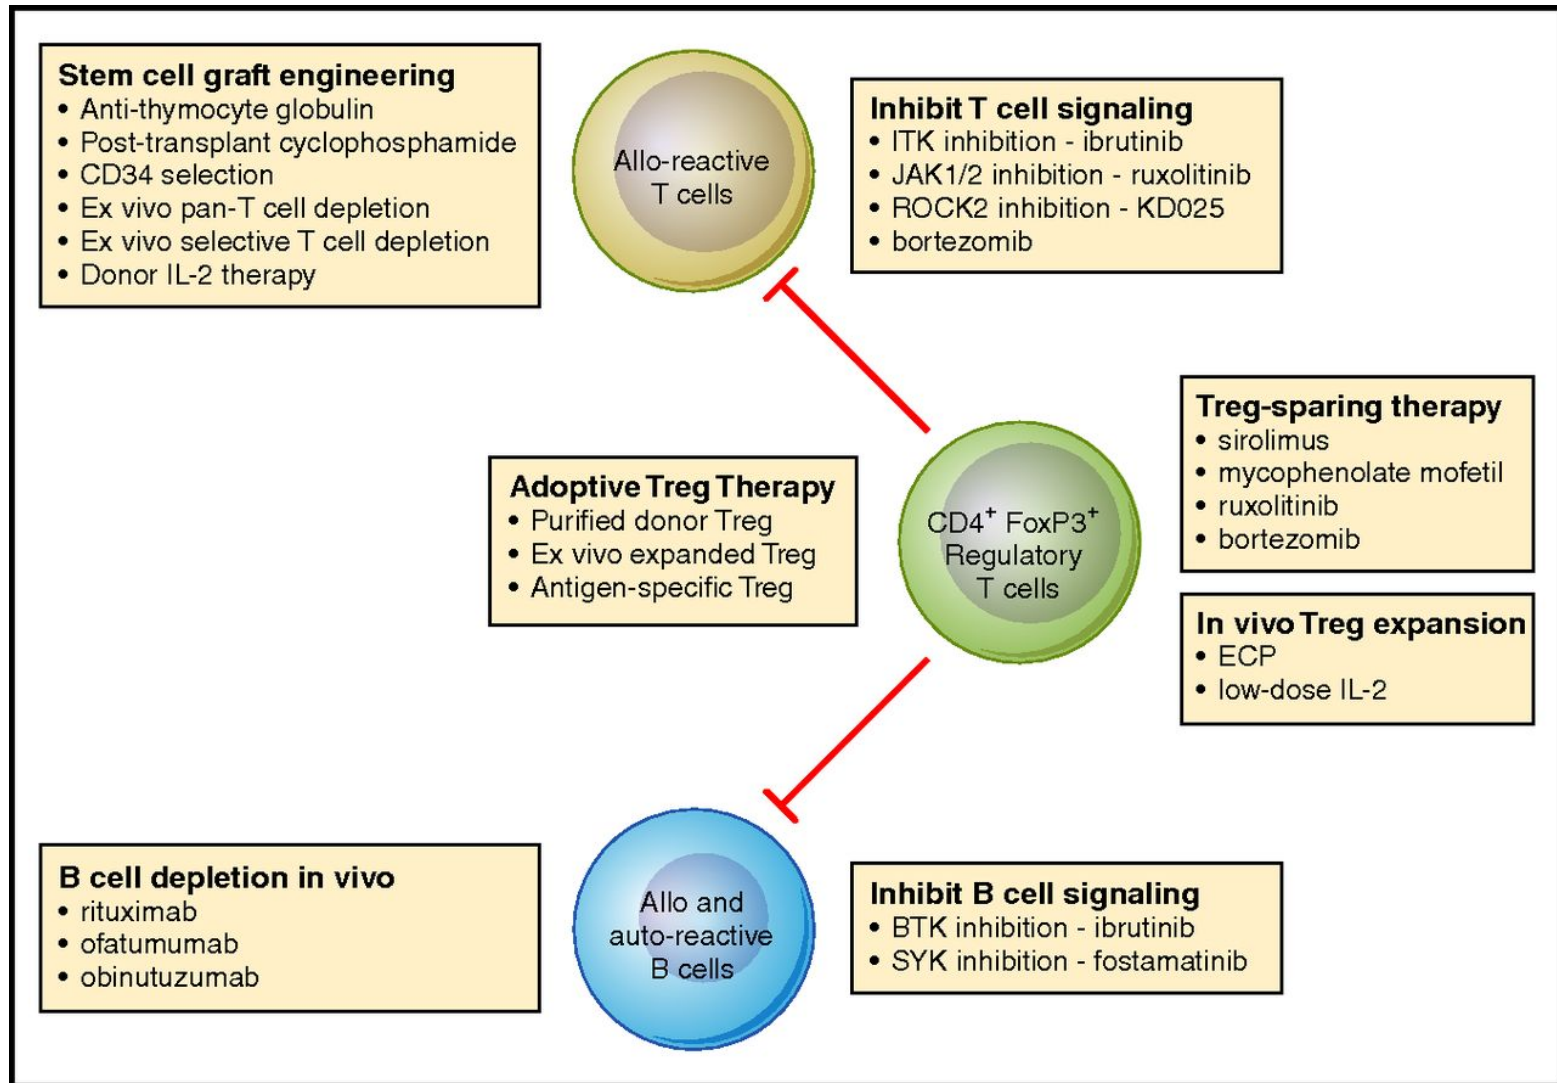 Stem cell graft engineering
• Anti-thymocyte globulin
• Post-transplant cyclophosphamide
• CD34 selection
• Ex vivo pan-T cell depletion
• Ex vivo selective T cell depletion
• Donor IL-2 therapy
Allo-reactive
T cells
Inhibit T cell signaling
• ITK inhibition - ibrutinib
• JAK1/2 inhibition - ruxolitinib
• ROCK2 inhibition - KD025
• bortezomib
Adoptive Treg Therapy
• Purified donor Treg
• Ex vivo expanded Treg
• Antigen-specific Treg
CD4⁺ FoxP3⁺
Regulatory
T cells
Treg-sparing therapy
• sirolimus
• mycophenolate mofetil
• ruxolitinib
• bortezomib
In vivo Treg expansion
• ECP
• low-dose IL-2
B cell depletion in vivo
• rituximab
• ofatumumab
• obinutuzumab
Allo and
auto-reactive
B cells
Inhibit B cell signaling
• BTK inhibition - ibrutinib
• SYK inhibition - fostamatinib